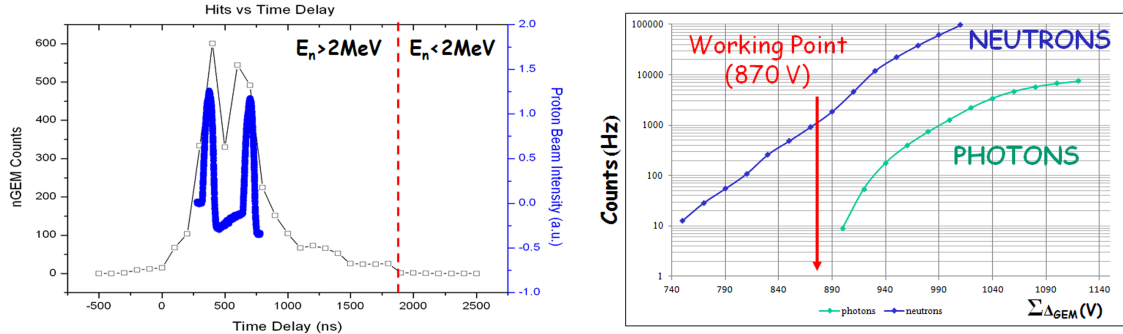 Hits vs Time Delay
Eₙ>2MeV
Eₙ<2MeV
nGEM Counts
600
500
400
300
200
100
0
Proton Beam Intensity (a.u.)
2.0
1.5
1.0
0.5
0.0
-0.5
-1.0
-500 0 500 1000 1500 2000 2500
Time Delay (ns)
Working Point
(870 V)
NEUTRONS
PHOTONS
Counts (Hz)
100000
10000
1000
100
10
1
740 790 840 890 940 990 1040 1090 1140
photons neutrons
ΣΔGEM (V)